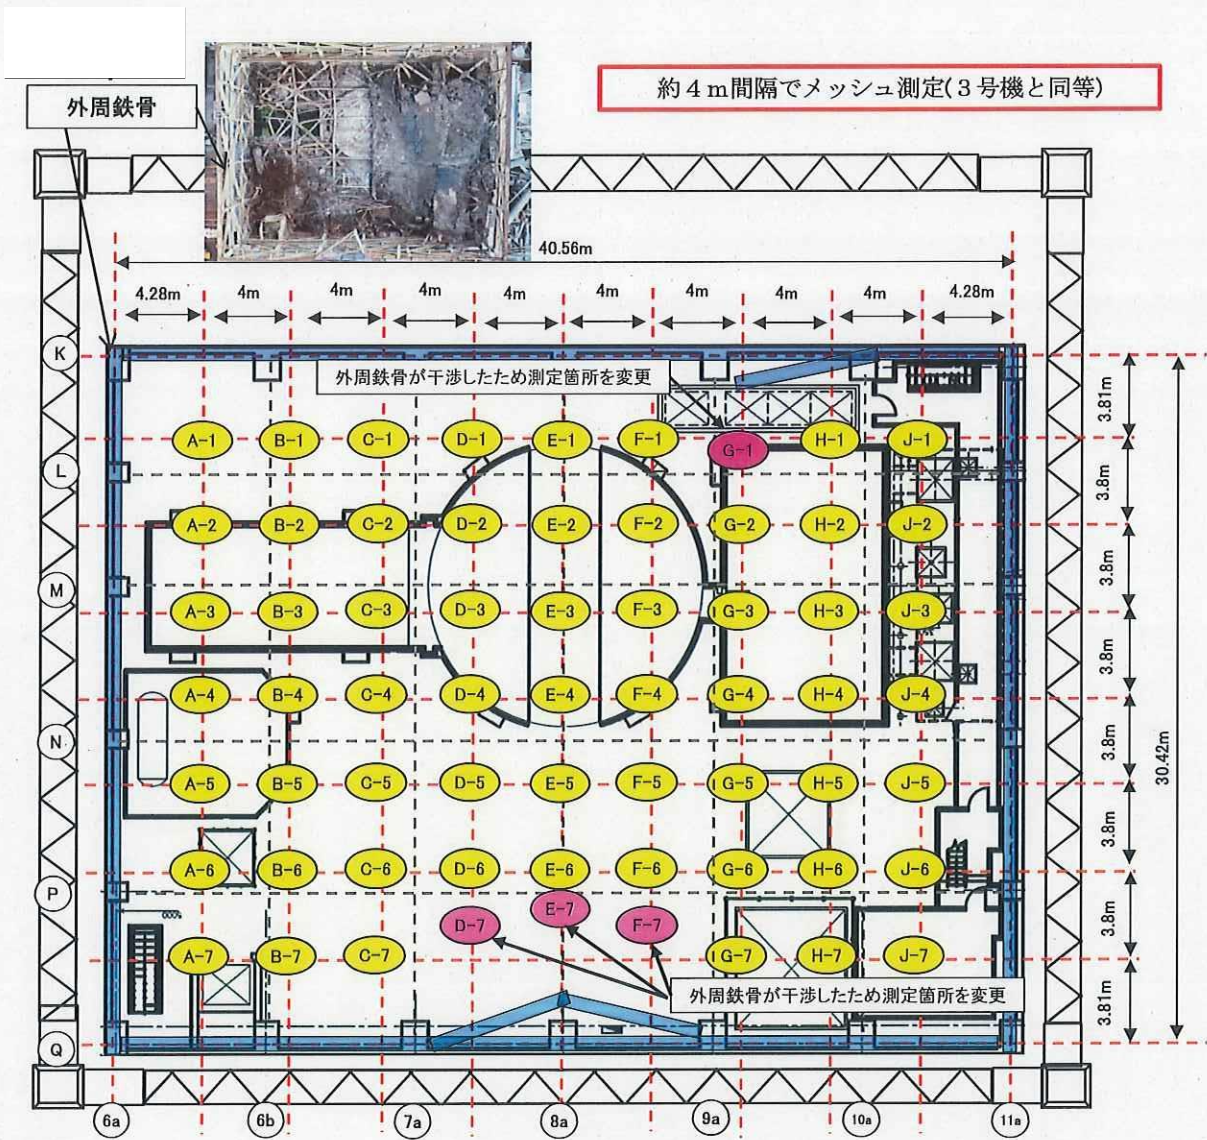 外周鉄骨
約4m間隔でメッシュ測定(3号機と同等)
40.56m
4.28m 4m 4m 4m 4m 4m 4m 4m 4m 4.28m
K
外周鉄骨が干渉したため測定箇所を変更
3.81m
A-1 B-1 C-1 D-1 E-1 F-1 G-1 H-1 J-1
L
3.8m
A-2 B-2 C-2 D-2 E-2 F-2 G-2 H-2 J-2
3.8m
M
A-3 B-3 C-3 D-3 E-3 F-3 G-3 H-3 J-3
3.8m
A-4 B-4 C-4 D-4 E-4 F-4 G-4 H-4 J-4
N
3.8m
30.42m
A-5 B-5 C-5 D-5 E-5 F-5 G-5 H-5 J-5
3.8m
A-6 B-6 C-6 D-6 E-6 F-6 G-6 H-6 J-6
P
3.8m
D-7 E-7 F-7
A-7 B-7 C-7 G-7 H-7 J-7
外周鉄骨が干渉したため測定箇所を変更
3.81m
Q
6a 6b 7a 8a 9a 10a 11a